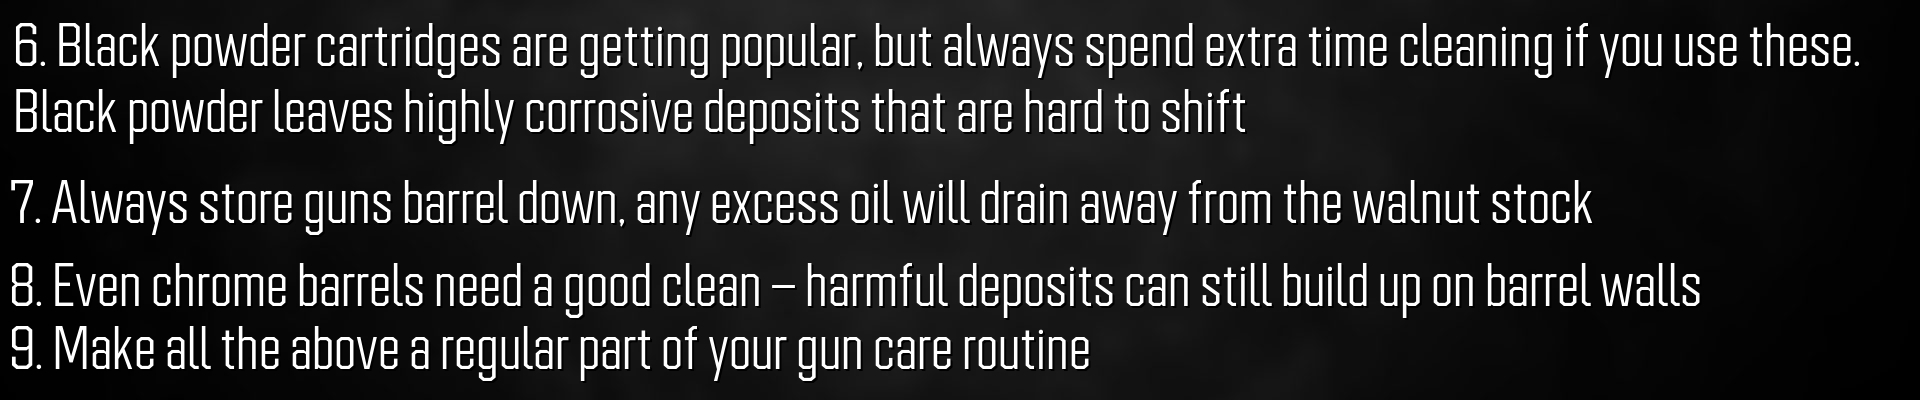 6. Black powder cartridges are getting popular, but always spend extra time cleaning if you use these.
Black powder leaves highly corrosive deposits that are hard to shift
7. Always store guns barrel down, any excess oil will drain away from the walnut stock
8. Even chrome barrels need a good clean – harmful deposits can still build up on barrel walls
9. Make all the above a regular part of your gun care routine